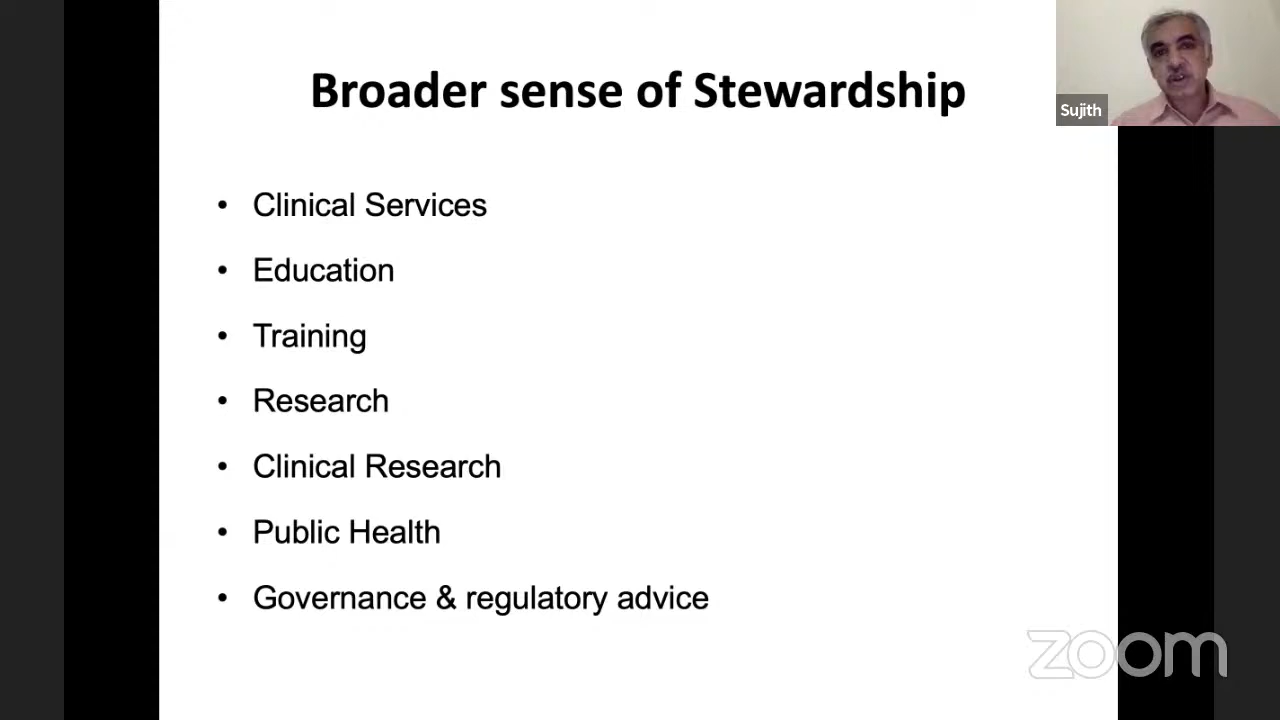 Broader sense of Stewardship
Sujith
• Clinical Services
• Education
• Training
• Research
• Clinical Research
• Public Health
• Governance & regulatory advice
zoom